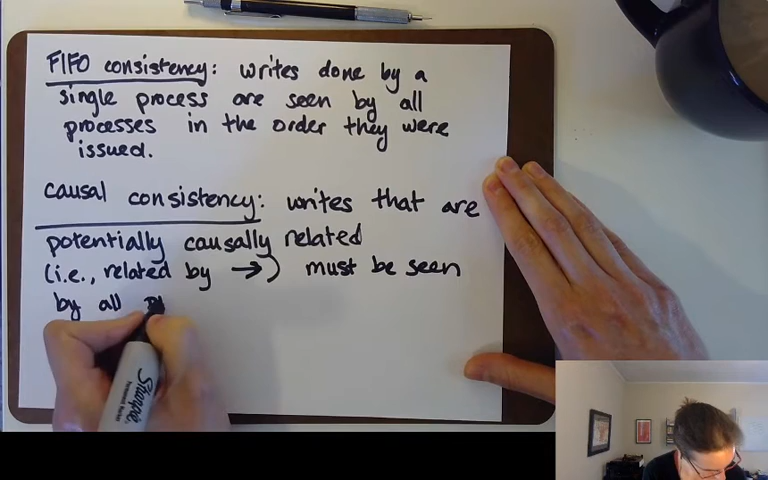 FIFO consistency: writes done by a
single process are seen by all
processes in the order they were
issued.
causal consistency: writes that are
potentially causally related
(i.e., related by →) must be seen
by all
Sharpie